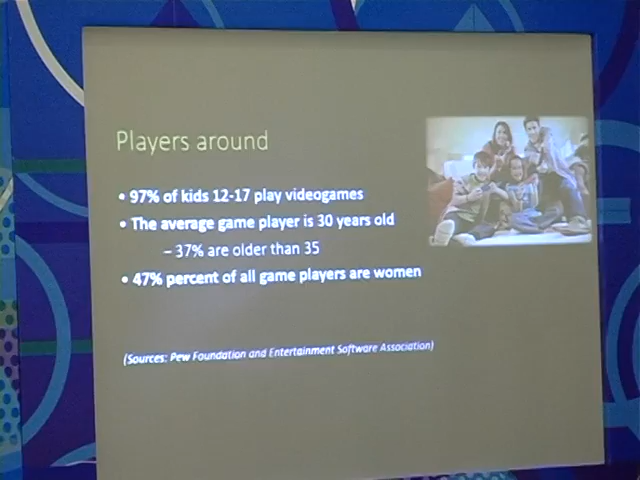 Players around
• 97% of kids 12-17 play videogames
• The average game player is 30 years old
– 37% are older than 35
• 47% percent of all game players are women
(Sources: Pew Foundation and Entertainment Software Association)